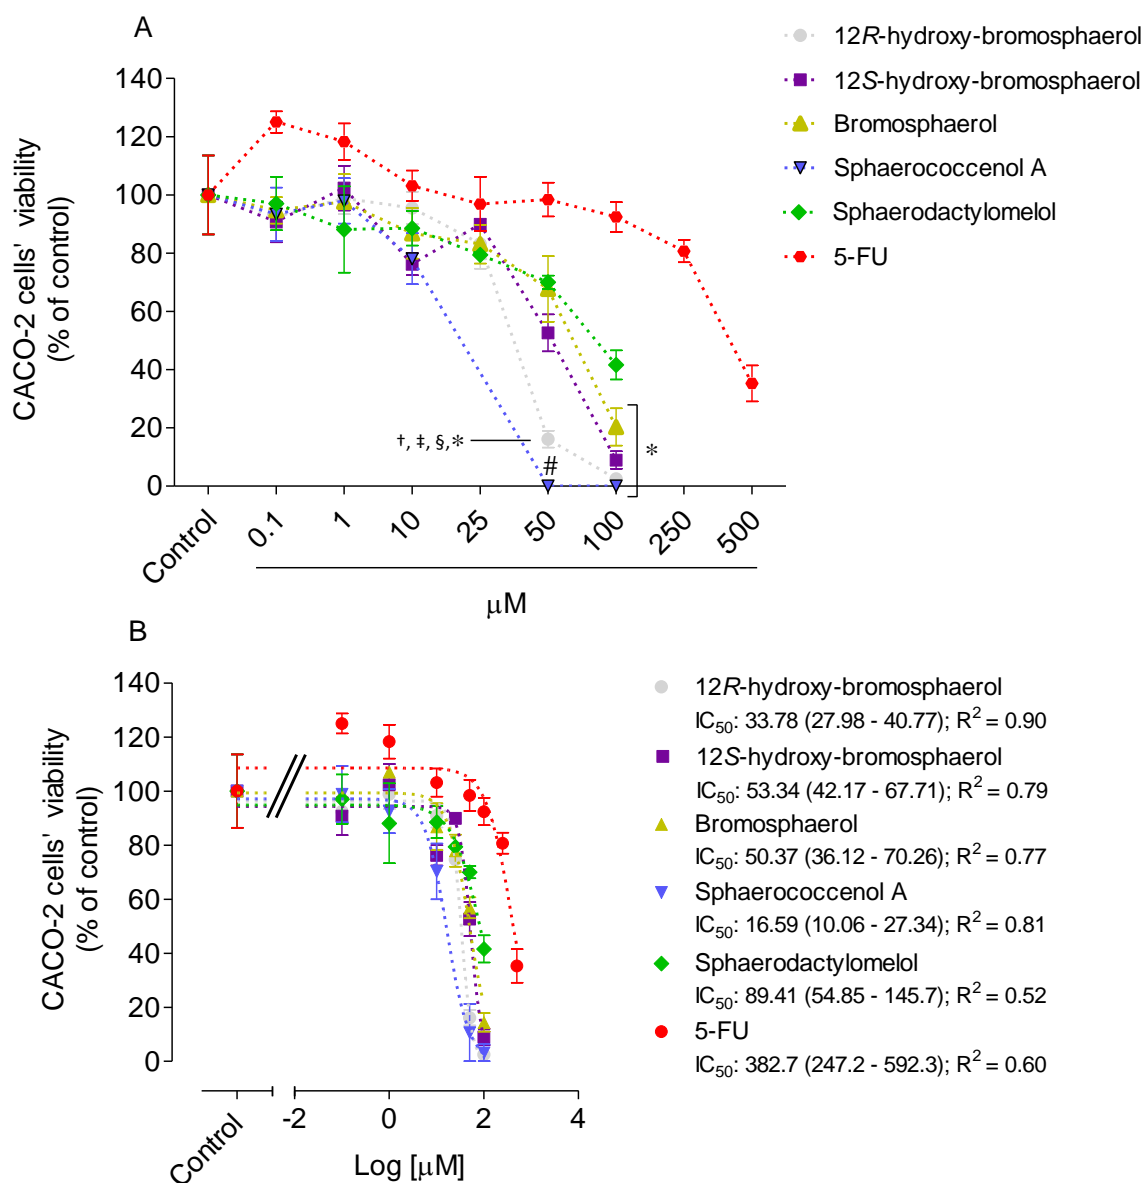 A
12R-hydroxy-bromosphaerol
12S-hydroxy-bromosphaerol
Bromosphaerol
Sphaerococcenol A
Sphaerodactylomelol
5-FU
CACO-2 cells' viability
(% of control)
140
120
100
80
60
40
20
0
†, ‡, §,*
#
*
Control
0.1
1
10
25
50
100
250
500
μM
B
CACO-2 cells' viability
(% of control)
140
120
100
80
60
40
20
0
Control
-2
0
2
4
Log [μM]
12R-hydroxy-bromosphaerol
IC50: 33.78 (27.98 - 40.77); R² = 0.90
12S-hydroxy-bromosphaerol
IC50: 53.34 (42.17 - 67.71); R² = 0.79
Bromosphaerol
IC50: 50.37 (36.12 - 70.26); R² = 0.77
Sphaerococcenol A
IC50: 16.59 (10.06 - 27.34); R² = 0.81
Sphaerodactylomelol
IC50: 89.41 (54.85 - 145.7); R² = 0.52
5-FU
IC50: 382.7 (247.2 - 592.3); R² = 0.60